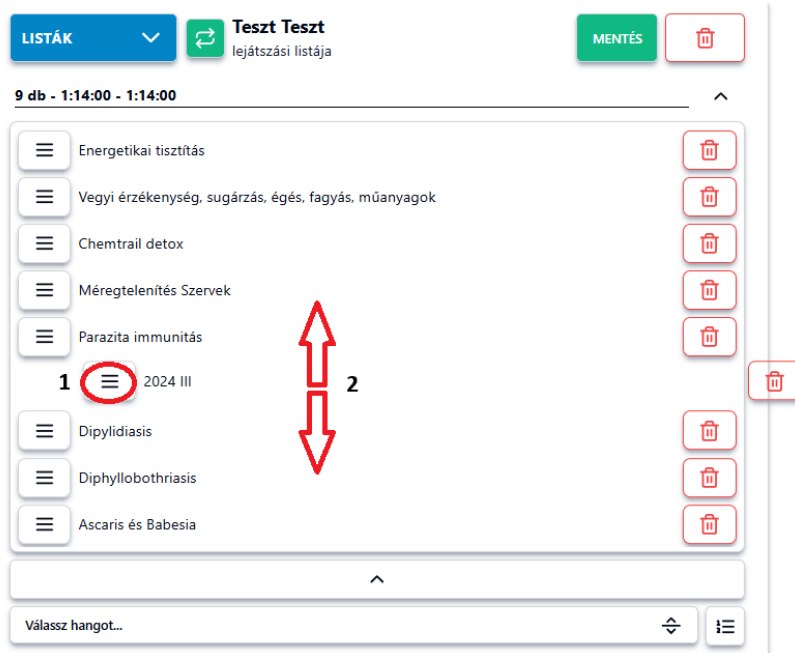 LISTÁK
Teszt Teszt
lejátszási listája
MENTÉS
9 db - 1:14:00 - 1:14:00
Energetikai tisztítás
Vegyi érzékenység, sugárzás, égés, fagyás, műanyagok
Chemtrail detox
Méregtelenítés Szervek
Parazita immunitás
1 2024 III 2
Dipylidiasis
Diphyllobothriasis
Ascaris és Babesia
Válassz hangot...